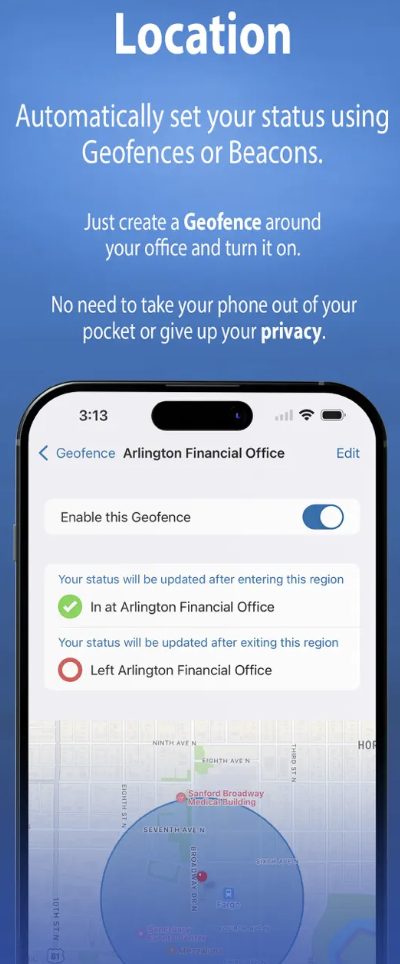 Location
Automatically set your status using
Geofences or Beacons.
Just create a Geofence around
your office and turn it on.
No need to take your phone out of your
pocket or give up your privacy.
3:13
Geofence Arlington Financial Office Edit
Enable this Geofence
Your status will be updated after entering this region
In at Arlington Financial Office
Your status will be updated after exiting this region
Left Arlington Financial Office
NINTH AVE N
EIGHTH AVE N
THIRD ST N
HOR
Sanford Broadway
Medical Building
EIGHTH ST N
SEVENTH AVE N
BROADWAY DR N
SIXTH AVE N
Fargo
10TH ST N
81